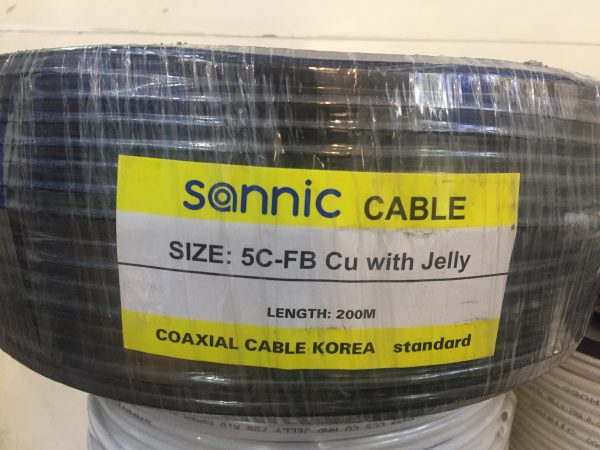 sannic CABLE
SIZE: 5C-FB Cu with Jelly
LENGTH: 200M
COAXIAL CABLE KOREA standard